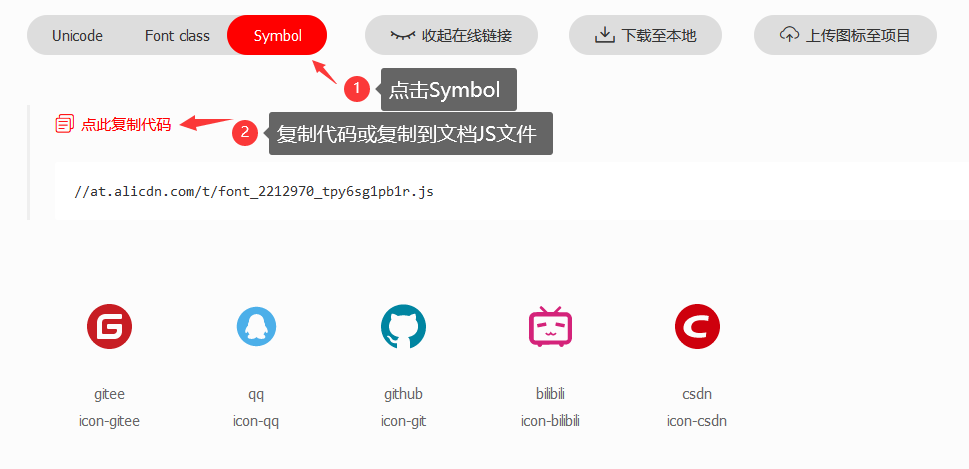 Unicode Font class Symbol 收起在线链接 下载至本地 上传图标至项目
1 点击Symbol
点此复制代码 2 复制代码或复制到文档JS文件
//at.alicdn.com/t/font_2212970_tpy6sg1pb1r.js
gitee qq github bilibili csdn
icon-gitee icon-qq icon-git icon-bilibili icon-csdn